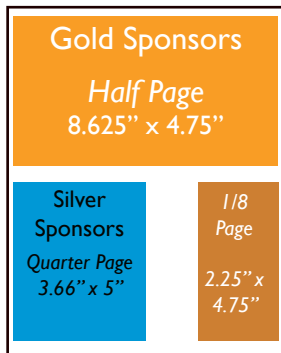 Gold Sponsors
Half Page
8.625” x 4.75”
Silver
Sponsors
Quarter Page
3.66” x 5”
1/8
Page
2.25” x
4.75”